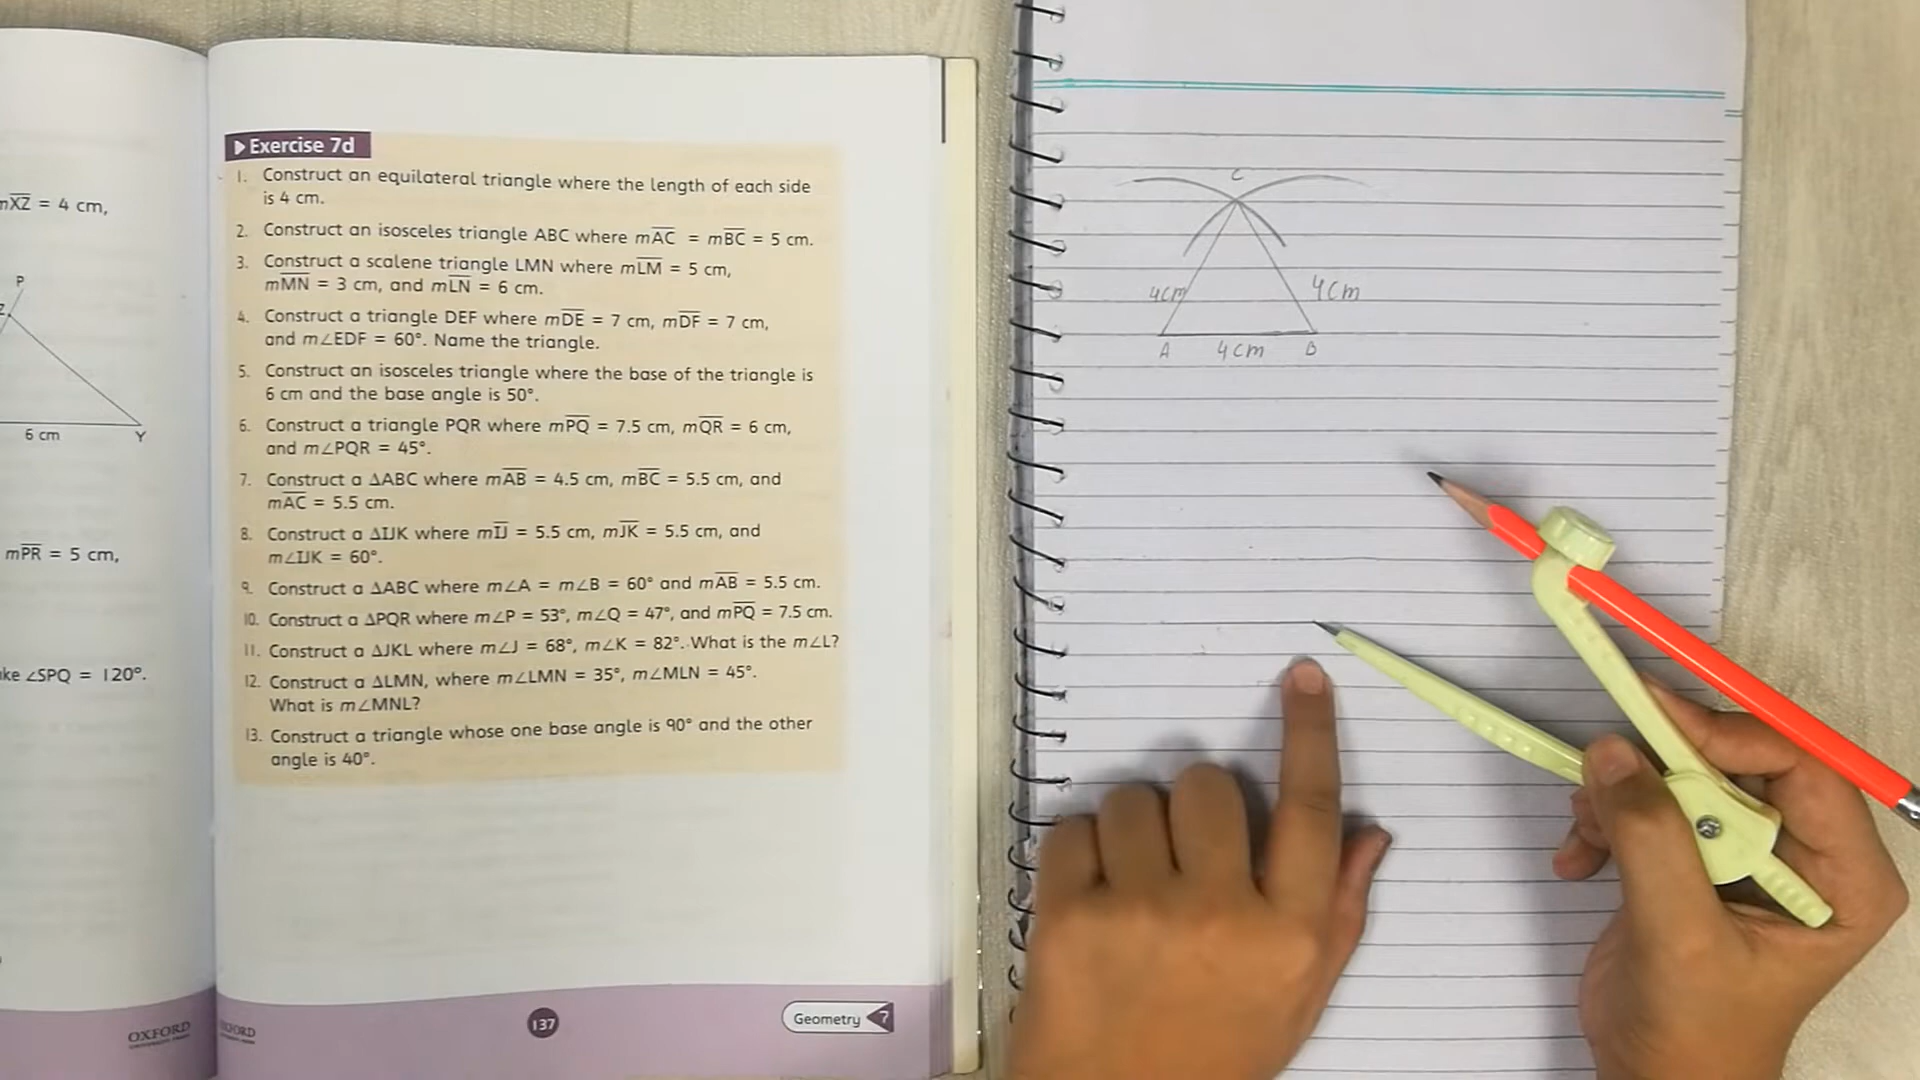 mXZ = 4 cm,
P
Z
6 cm
Y
mPR = 5 cm,
∠SPQ = 120°.
OXFORD
Exercise 7d
1. Construct an equilateral triangle where the length of each side
is 4 cm.
2. Construct an isosceles triangle ABC where mAC = mBC = 5 cm.
3. Construct a scalene triangle LMN where mLM = 5 cm,
mMN = 3 cm, and mLN = 6 cm.
4. Construct a triangle DEF where mDE = 7 cm, mDF = 7 cm,
and m∠EDF = 60°. Name the triangle.
5. Construct an isosceles triangle where the base of the triangle is
6 cm and the base angle is 50°.
6. Construct a triangle PQR where mPQ = 7.5 cm, mQR = 6 cm,
and m∠PQR = 45°.
7. Construct a ΔABC where mAB = 4.5 cm, mBC = 5.5 cm, and
mAC = 5.5 cm.
8. Construct a ΔIJK where mIJ = 5.5 cm, mJK = 5.5 cm, and
m∠IJK = 60°.
9. Construct a ΔABC where m∠A = m∠B = 60° and mAB = 5.5 cm.
10. Construct a ΔPQR where m∠P = 53°, m∠Q = 47°, and mPQ = 7.5 cm.
11. Construct a ΔJKL where m∠J = 68°, m∠K = 82°. What is the m∠L?
12. Construct a ΔLMN, where m∠LMN = 35°, m∠MLN = 45°.
What is m∠MNL?
13. Construct a triangle whose one base angle is 90° and the other
angle is 40°.
137
Geometry 7
C
4cm
4cm
A 4cm B